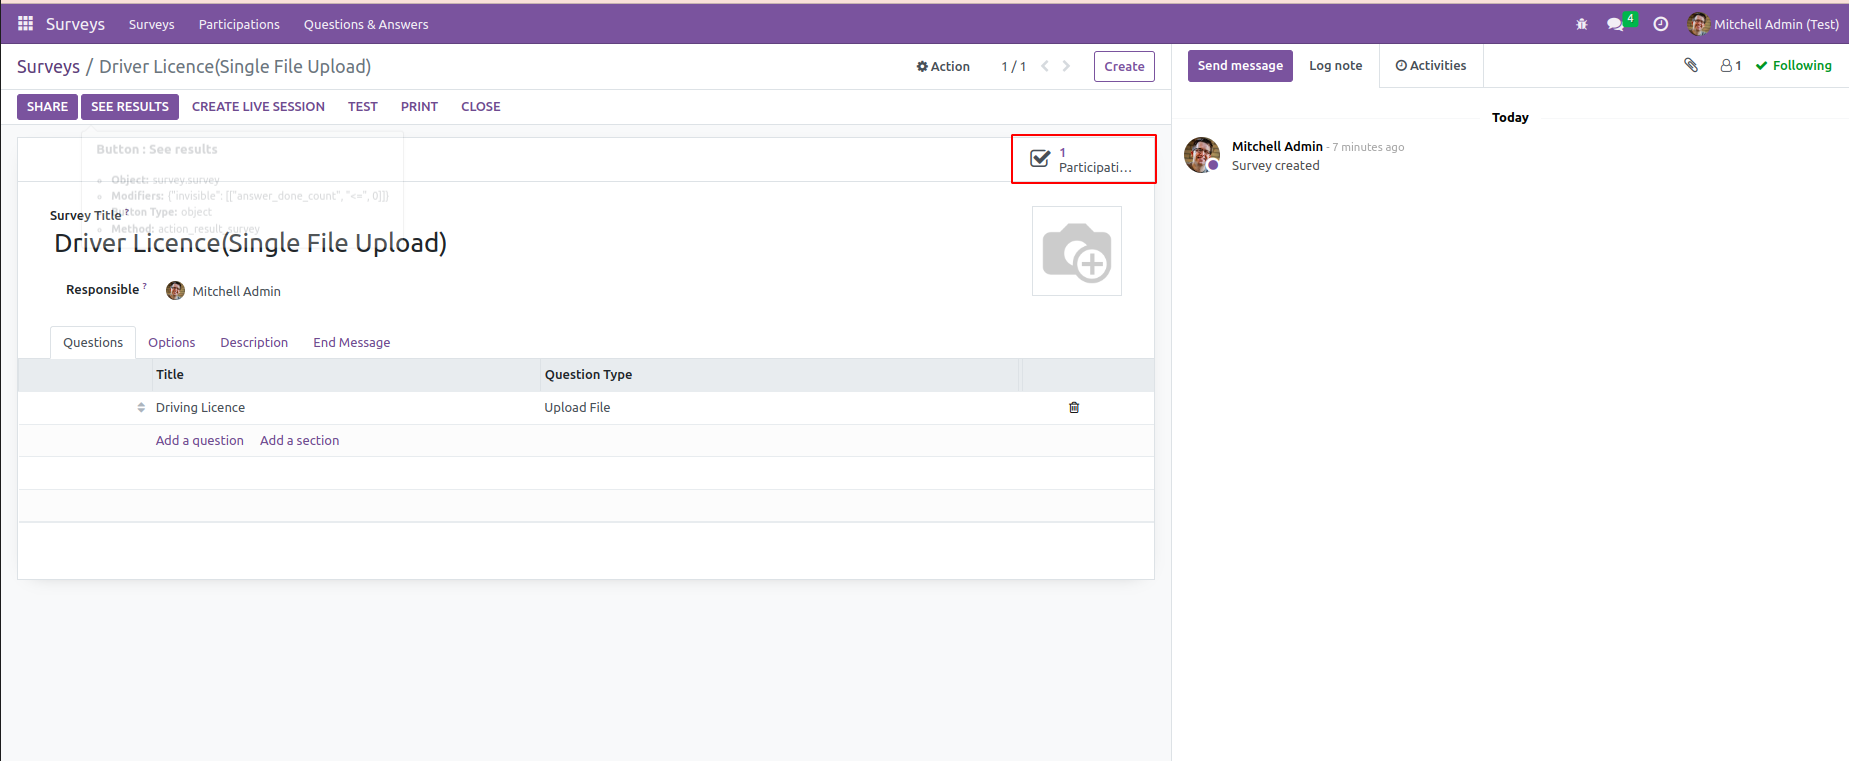 Surveys Surveys Participations Questions & Answers 4 Mitchell Admin (Test)
Surveys / Driver Licence(Single File Upload) Action 1 / 1 Create Send message Log note Activities 1 Following
SHARE SEE RESULTS CREATE LIVE SESSION TEST PRINT CLOSE
Today
Button : See results
Object: survey.survey
Modifiers: {"invisible": [["answer_done_count", "<=", 0]]}
Button Type: object
Method: action_result_survey
1
Participati...
Mitchell Admin - 7 minutes ago
Survey created
Survey Title ?
Driver Licence(Single File Upload)
Responsible ? Mitchell Admin
Questions Options Description End Message
Title Question Type
Driving Licence Upload File
Add a question Add a section